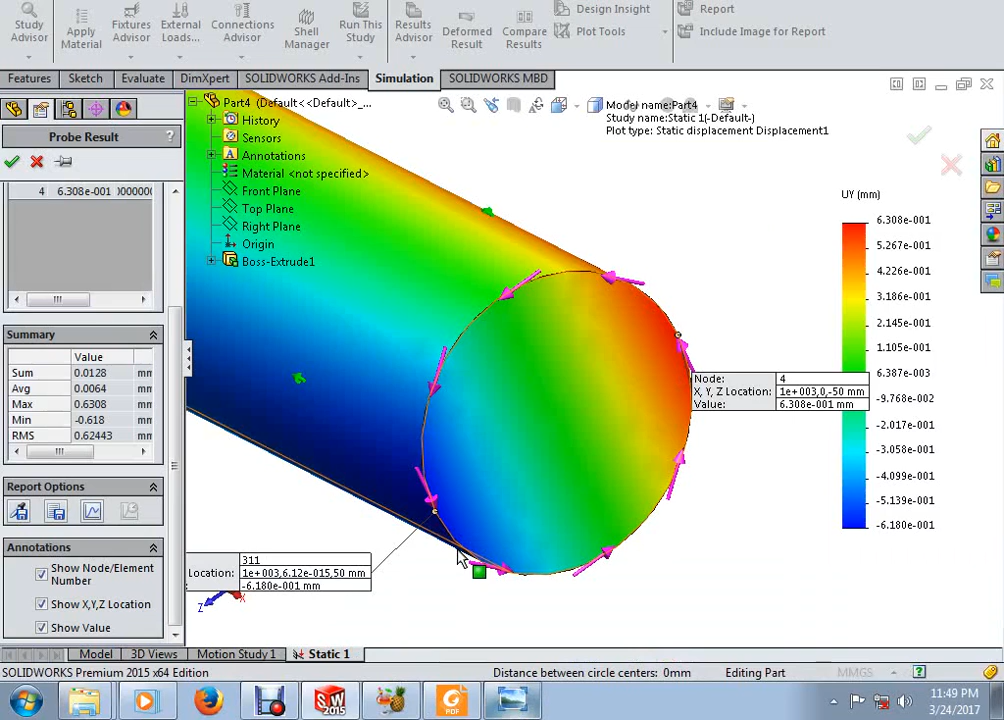 Study Advisor
Apply Material
Fixtures Advisor
External Loads...
Connections Advisor
Shell Manager
Run This Study
Results Advisor
Deformed Result
Compare Results
Design Insight
Plot Tools
Report
Include Image for Report
Features
Sketch
Evaluate
DimXpert
SOLIDWORKS Add-Ins
Simulation
SOLIDWORKS MBD
Probe Result
?
4 6.308e-001
Summary
Value
Sum 0.0128 mm
Avg 0.0064 mm
Max 0.6308 mm
Min -0.618 mm
RMS 0.62443 mm
Report Options
Annotations
Show Node/Element Number
Show X,Y,Z Location
Show Value
Part4 (Default<<Default>_...
History
Sensors
A Annotations
Material <not specified>
Front Plane
Top Plane
Right Plane
Origin
Boss-Extrude1
Model name:Part4
Study name:Static 1(-Default-)
Plot type: Static displacement Displacement1
UY (mm)
6.308e-001
5.267e-001
4.226e-001
3.186e-001
2.145e-001
6.387e-003
-9.768e-002
-2.017e-001
-3.058e-001
-4.099e-001
-5.139e-001
-6.180e-001
Node: 4
X, Y, Z Location: 1e+003,0,-50 mm
Value: 6.308e-001 mm
311
Location: 1e+003,6.12e-015,50 mm
-6.180e-001 mm
Z
X
Model
3D Views
Motion Study 1
Static 1
SOLIDWORKS Premium 2015 x64 Edition
Distance between circle centers: 0mm
Editing Part
MMGS
?
SW
2015
PDF
11:49 PM
3/24/2017